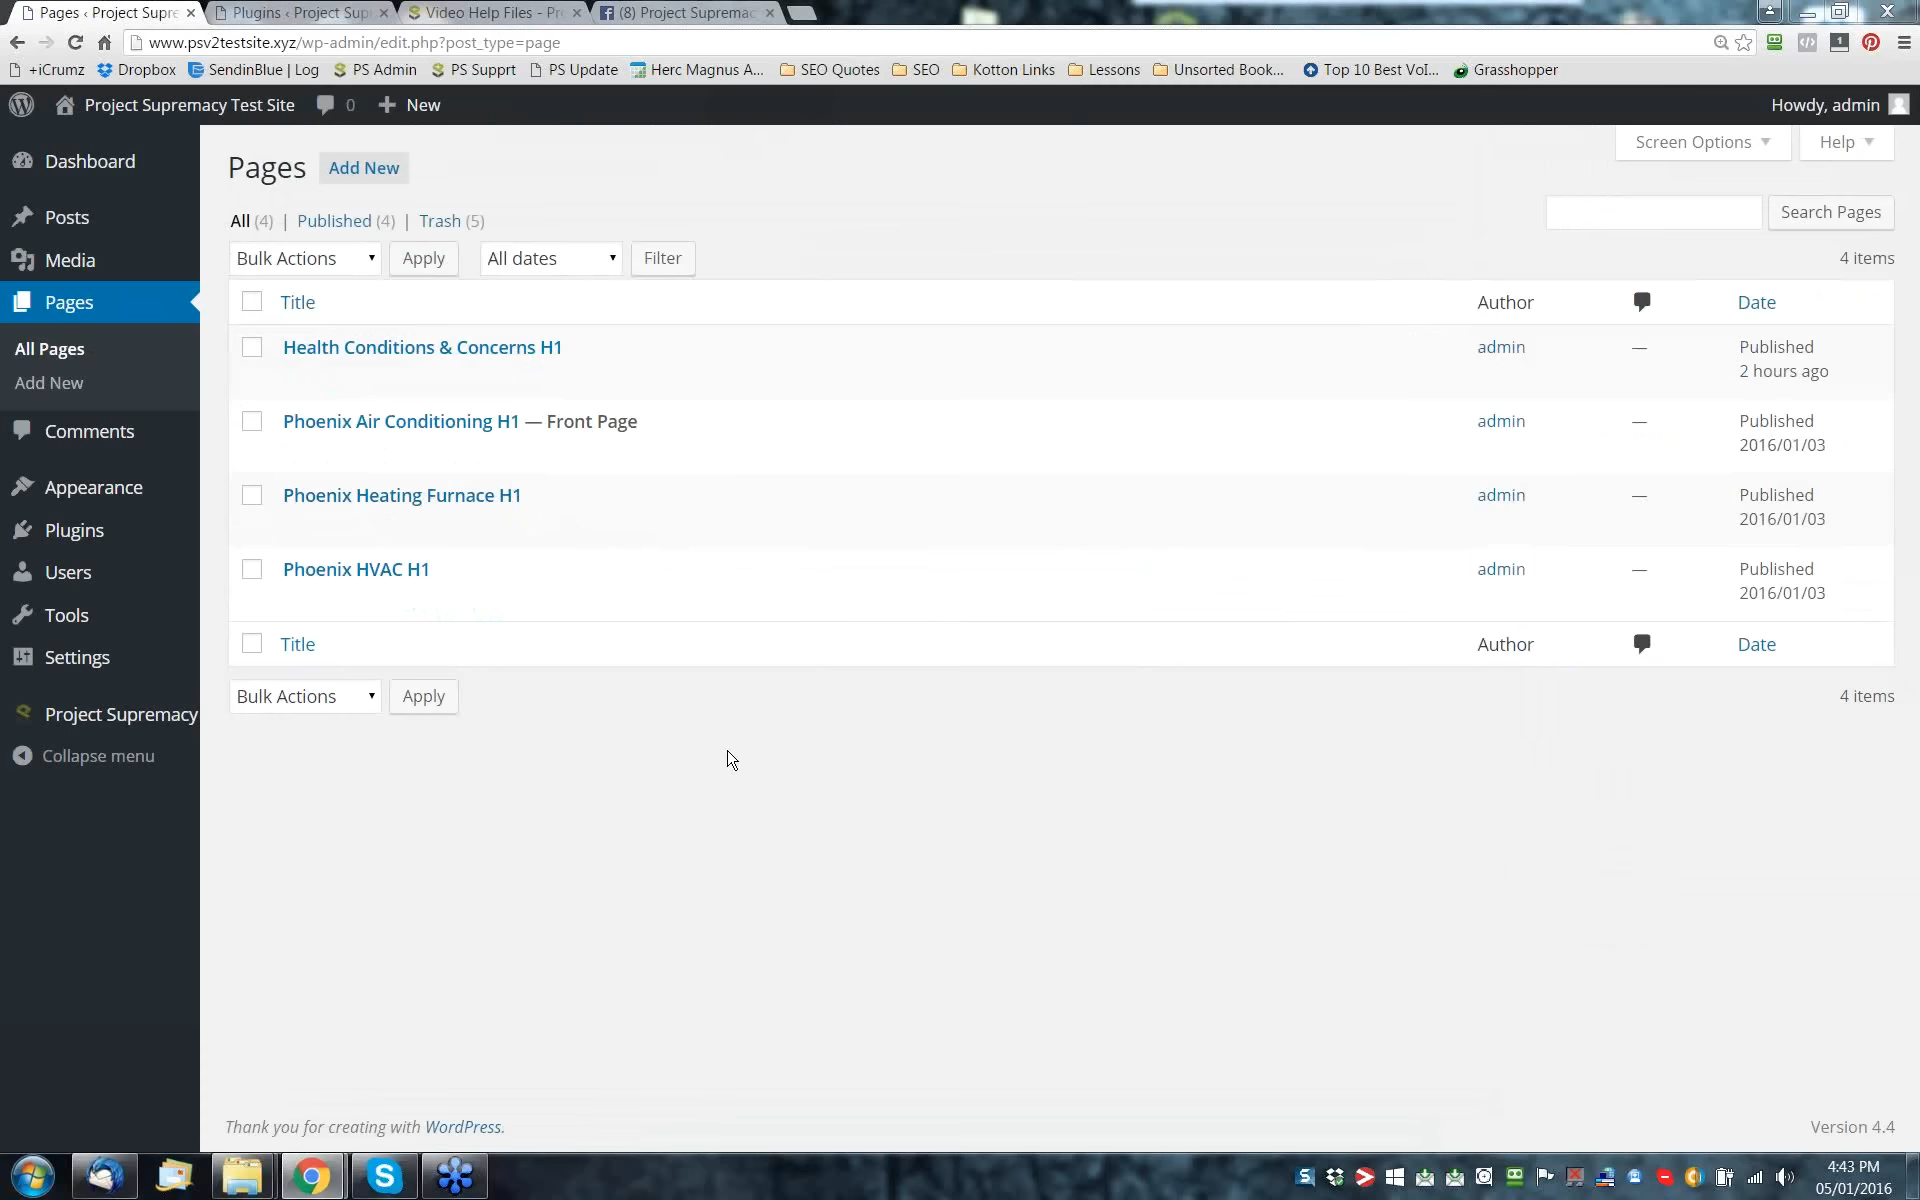 Pages ‹ Project Supre
Plugins ‹ Project Sup
Video Help Files - Pr
(8) Project Supremac
www.psv2testsite.xyz/wp-admin/edit.php?post_type=page
+iCrumz
Dropbox
SendinBlue | Log
PS Admin
PS Supprt
PS Update
Herc Magnus A...
SEO Quotes
SEO
Kotton Links
Lessons
Unsorted Book...
Top 10 Best VoI...
Grasshopper
Project Supremacy Test Site
0
New
Howdy, admin
Screen Options
Help
Dashboard
Posts
Media
Pages
All Pages
Add New
Comments
Appearance
Plugins
Users
Tools
Settings
Project Supremacy
Collapse menu
Pages
Add New
All (4) | Published (4) | Trash (5)
Search Pages
Bulk Actions
Apply
All dates
Filter
4 items
Title
Author
Date
Health Conditions & Concerns H1
admin
—
Published
2 hours ago
Phoenix Air Conditioning H1 — Front Page
admin
—
Published
2016/01/03
Phoenix Heating Furnace H1
admin
—
Published
2016/01/03
Phoenix HVAC H1
admin
—
Published
2016/01/03
Title
Author
Date
Bulk Actions
Apply
4 items
Thank you for creating with WordPress.
Version 4.4
4:43 PM
05/01/2016